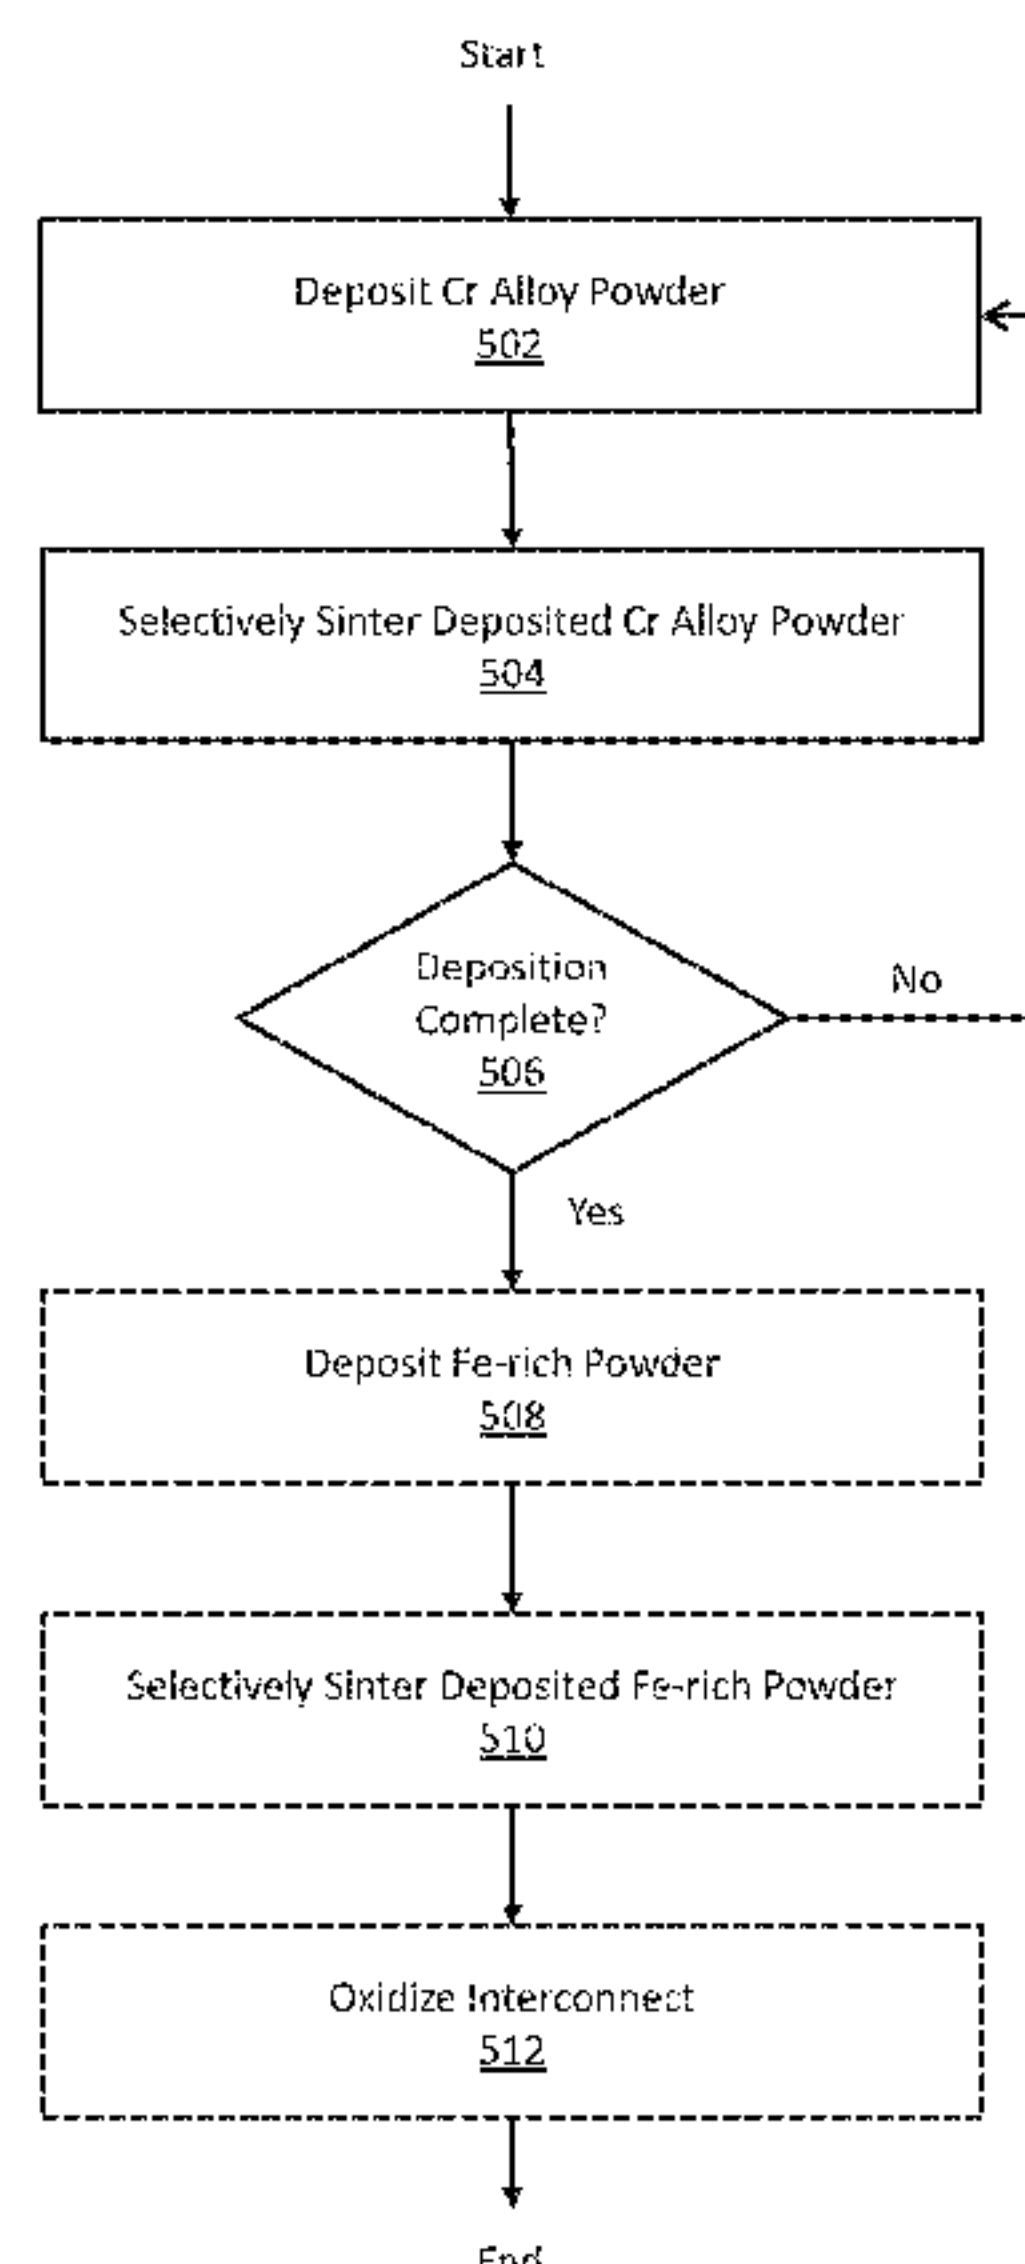 Start
Deposit Cr Alloy Powder
502
Selectively Sinter Deposited Cr Alloy Powder
504
Deposition
Complete?
506
No
Yes
Deposit Fe-rich Powder
508
Selectively Sinter Deposited Fe-rich Powder
510
Oxidize Interconnect
512
End